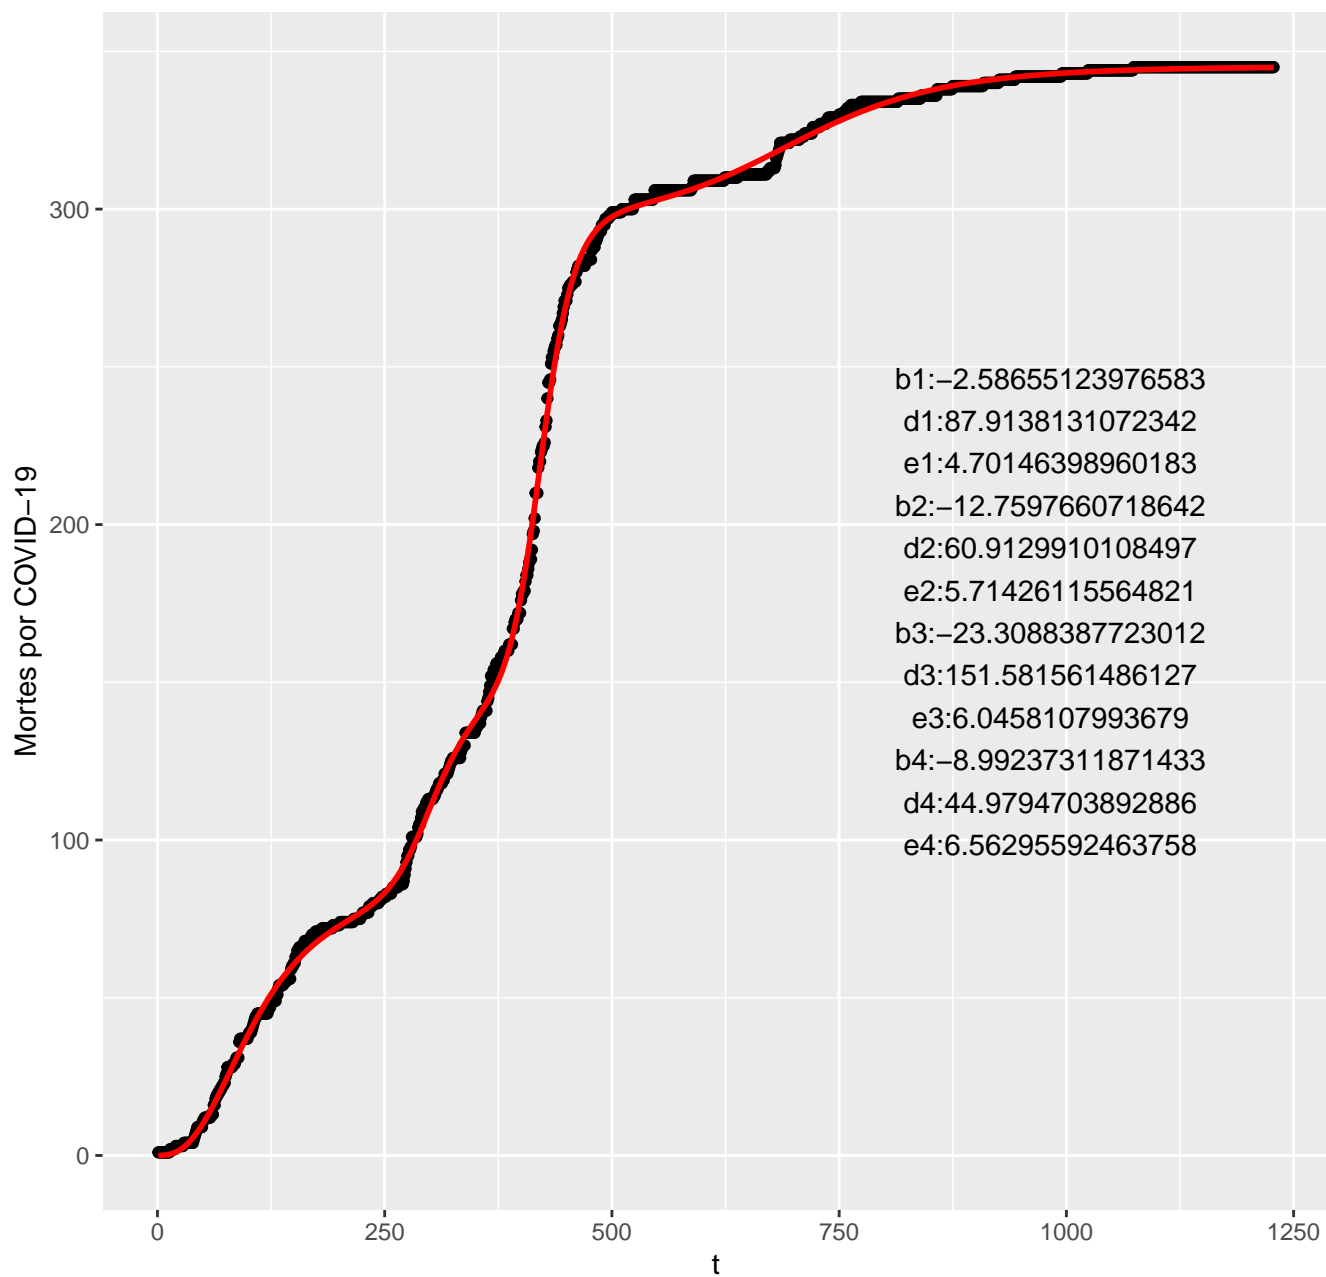 Mortes por COVID−19
300
200
100
0
b1:−2.58655123976583
d1:87.9138131072342
e1:4.70146398960183
b2:−12.7597660718642
d2:60.9129910108497
e2:5.71426115564821
b3:−23.3088387723012
d3:151.581561486127
e3:6.0458107993679
b4:−8.99237311871433
d4:44.9794703892886
e4:6.56295592463758
0 250 500 750 1000 1250
t